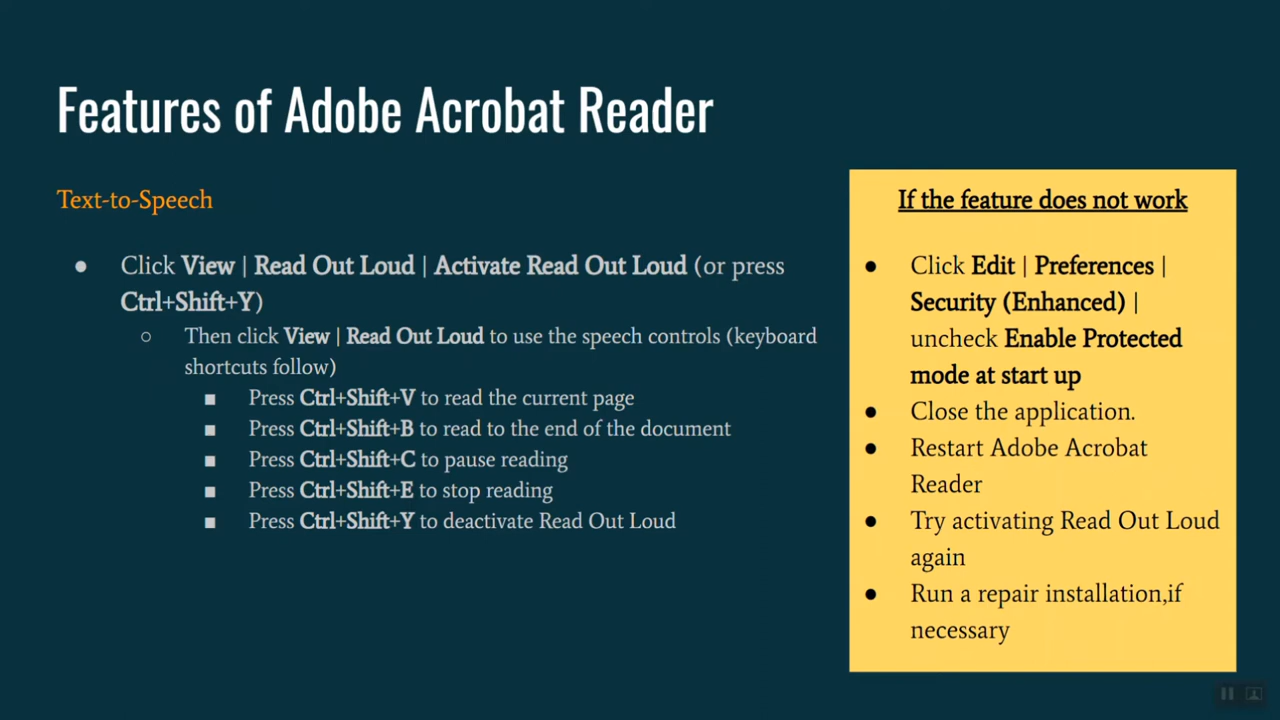 Features of Adobe Acrobat Reader
Text-to-Speech
● Click View | Read Out Loud | Activate Read Out Loud (or press
Ctrl+Shift+Y)
○ Then click View | Read Out Loud to use the speech controls (keyboard
shortcuts follow)
■ Press Ctrl+Shift+V to read the current page
■ Press Ctrl+Shift+B to read to the end of the document
■ Press Ctrl+Shift+C to pause reading
■ Press Ctrl+Shift+E to stop reading
■ Press Ctrl+Shift+Y to deactivate Read Out Loud
If the feature does not work
● Click Edit | Preferences |
Security (Enhanced) |
uncheck Enable Protected
mode at start up
● Close the application.
● Restart Adobe Acrobat
Reader
● Try activating Read Out Loud
again
● Run a repair installation,if
necessary